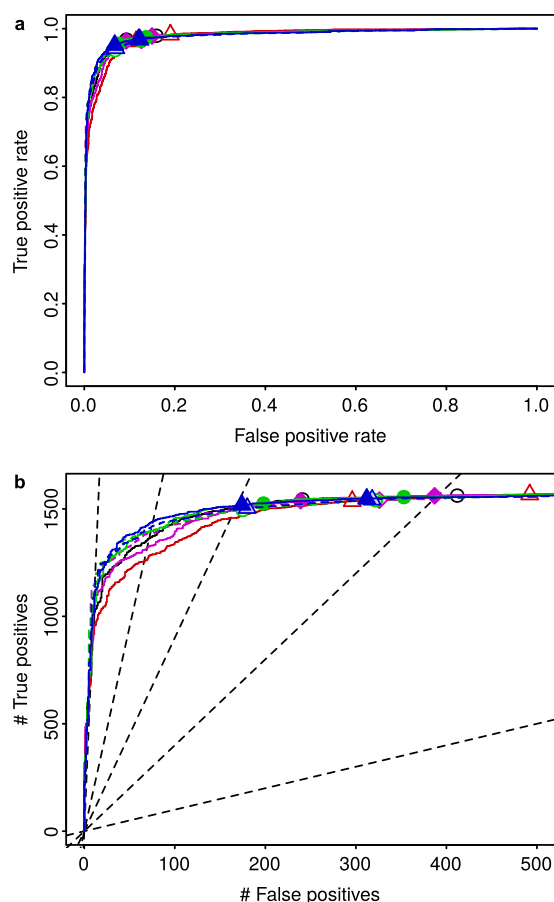 a
True positive rate
1.0
0.8
0.6
0.4
0.2
0.0
0.0 0.2 0.4 0.6 0.8 1.0
False positive rate
b
# True positives
1500
1000
500
0
0 100 200 300 400 500
# False positives